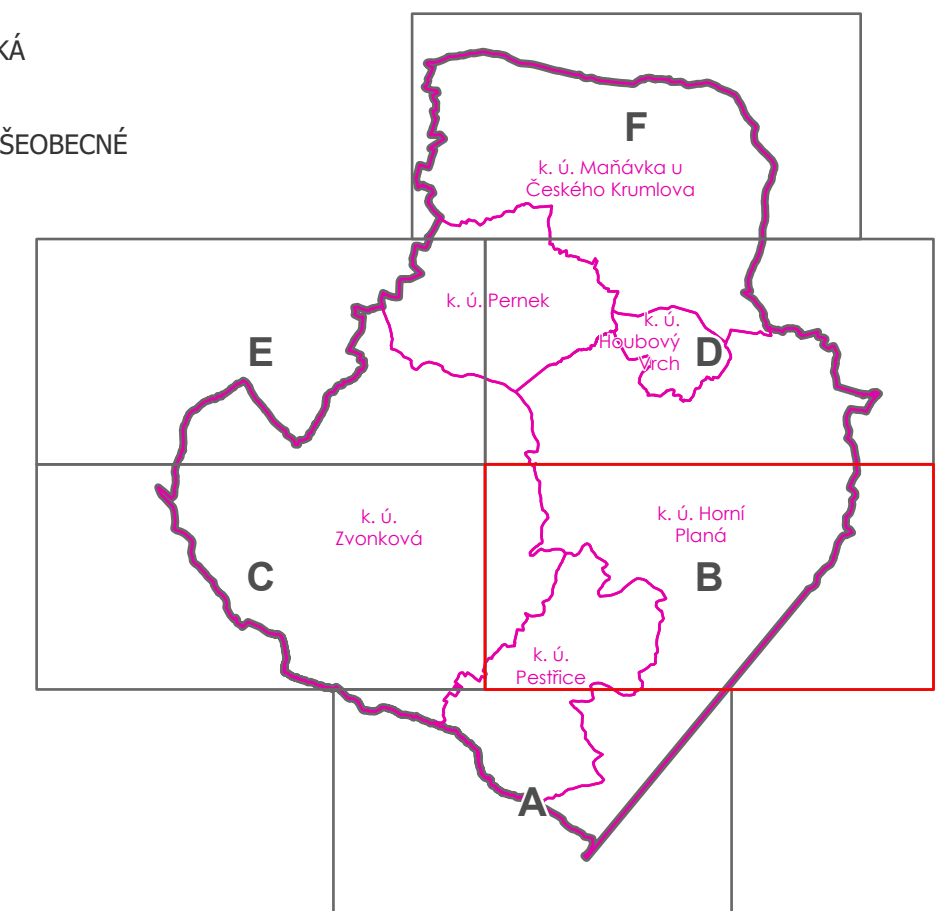 KÁ
ŠEOBECNÉ
F
k. ú. Maňávka u
Českého Krumlova
k. ú. Pernek
k. ú.
Houbový
Vrch
E
D
k. ú.
Zvonková
k. ú. Horní
Planá
C
B
k. ú.
Pestřice
A